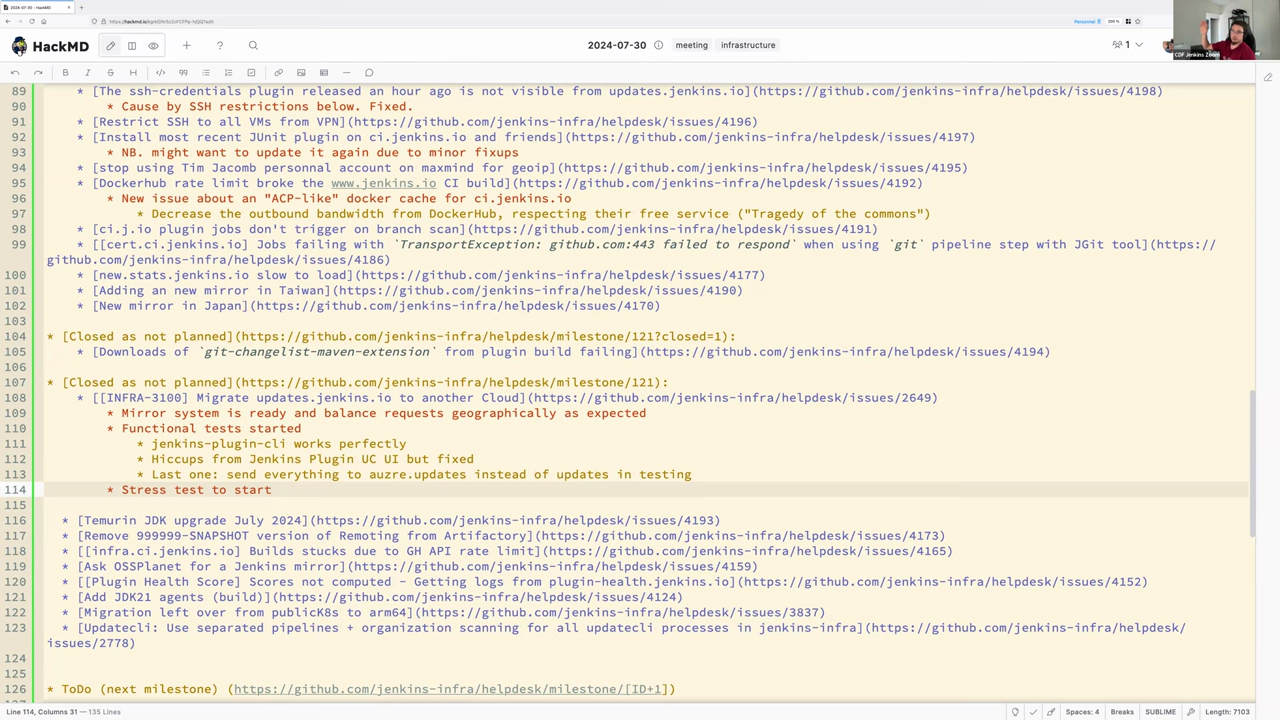 2024-07-30 - HackMD
https://hackmd.io/
Personnel
200 %
HackMD
2024-07-30
meeting
infrastructure
1
CDF Jenkins Zoom
89 * [The ssh-credentials plugin released an hour ago is not visible from updates.jenkins.io](https://github.com/jenkins-infra/helpdesk/issues/4198)
90 * Cause by SSH restrictions below. Fixed.
91 * [Restrict SSH to all VMs from VPN](https://github.com/jenkins-infra/helpdesk/issues/4196)
92 * [Install most recent JUnit plugin on ci.jenkins.io and friends](https://github.com/jenkins-infra/helpdesk/issues/4197)
93 * NB. might want to update it again due to minor fixups
94 * [stop using Tim Jacomb personnal account on maxmind for geoip](https://github.com/jenkins-infra/helpdesk/issues/4195)
95 * [Dockerhub rate limit broke the www.jenkins.io CI build](https://github.com/jenkins-infra/helpdesk/issues/4192)
96 * New issue about an "ACP-like" docker cache for ci.jenkins.io
97 * Decrease the outbound bandwidth from DockerHub, respecting their free service ("Tragedy of the commons")
98 * [ci.j.io plugin jobs don't trigger on branch scan](https://github.com/jenkins-infra/helpdesk/issues/4191)
99 * [[cert.ci.jenkins.io] Jobs failing with `TransportException: github.com:443 failed to respond` when using `git` pipeline step with JGit tool](https://
github.com/jenkins-infra/helpdesk/issues/4186)
100 * [new.stats.jenkins.io slow to load](https://github.com/jenkins-infra/helpdesk/issues/4177)
101 * [Adding an new mirror in Taiwan](https://github.com/jenkins-infra/helpdesk/issues/4190)
102 * [New mirror in Japan](https://github.com/jenkins-infra/helpdesk/issues/4170)
103
104 * [Closed as not planned](https://github.com/jenkins-infra/helpdesk/milestone/121?closed=1):
105 * [Downloads of `git-changelist-maven-extension` from plugin build failing](https://github.com/jenkins-infra/helpdesk/issues/4194)
106
107 * [Closed as not planned](https://github.com/jenkins-infra/helpdesk/milestone/121):
108 * [[INFRA-3100] Migrate updates.jenkins.io to another Cloud](https://github.com/jenkins-infra/helpdesk/issues/2649)
109 * Mirror system is ready and balance requests geographically as expected
110 * Functional tests started
111 * jenkins-plugin-cli works perfectly
112 * Hiccups from Jenkins Plugin UC UI but fixed
113 * Last one: send everything to auzre.updates instead of updates in testing
114 * Stress test to start
115
116 * [Temurin JDK upgrade July 2024](https://github.com/jenkins-infra/helpdesk/issues/4193)
117 * [Remove 999999-SNAPSHOT version of Remoting from Artifactory](https://github.com/jenkins-infra/helpdesk/issues/4173)
118 * [[infra.ci.jenkins.io] Builds stucks due to GH API rate limit](https://github.com/jenkins-infra/helpdesk/issues/4165)
119 * [Ask OSSPlanet for a Jenkins mirror](https://github.com/jenkins-infra/helpdesk/issues/4159)
120 * [[Plugin Health Score] Scores not computed - Getting logs from plugin-health.jenkins.io](https://github.com/jenkins-infra/helpdesk/issues/4152)
121 * [Add JDK21 agents (build)](https://github.com/jenkins-infra/helpdesk/issues/4124)
122 * [Migration left over from publicK8s to arm64](https://github.com/jenkins-infra/helpdesk/issues/3837)
123 * [Updatecli: Use separated pipelines + organization scanning for all updatecli processes in jenkins-infra](https://github.com/jenkins-infra/helpdesk/
issues/2778)
124
125
126 * ToDo (next milestone) (https://github.com/jenkins-infra/helpdesk/milestone/[ID+1])
Line 114, Columns 31 — 135 Lines
Spaces: 4
Breaks
SUBLIME
Length: 7103